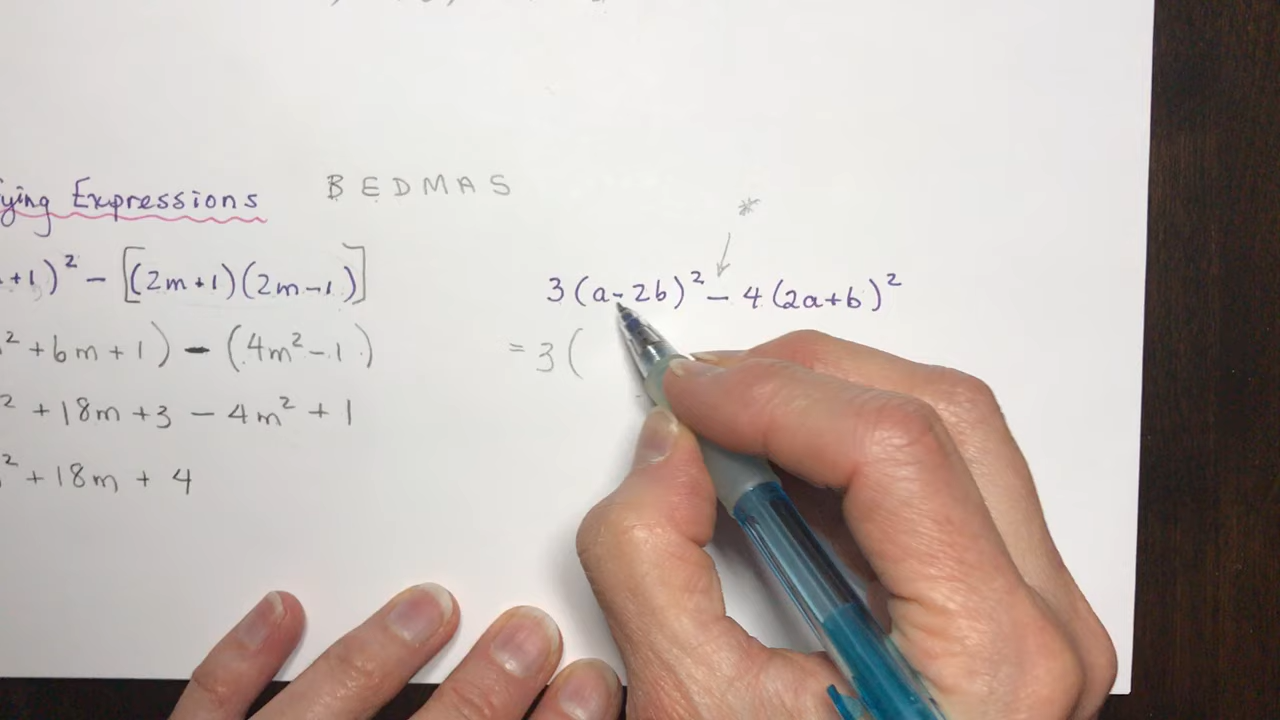 ying Expressions BEDMAS
*
+1)² - [(2m+1)(2m-1)]
3(a-2b)² - 4(2a+b)²
² + 6m + 1) - (4m² - 1)
= 3(
² + 18m + 3 - 4m² + 1
² + 18m + 4